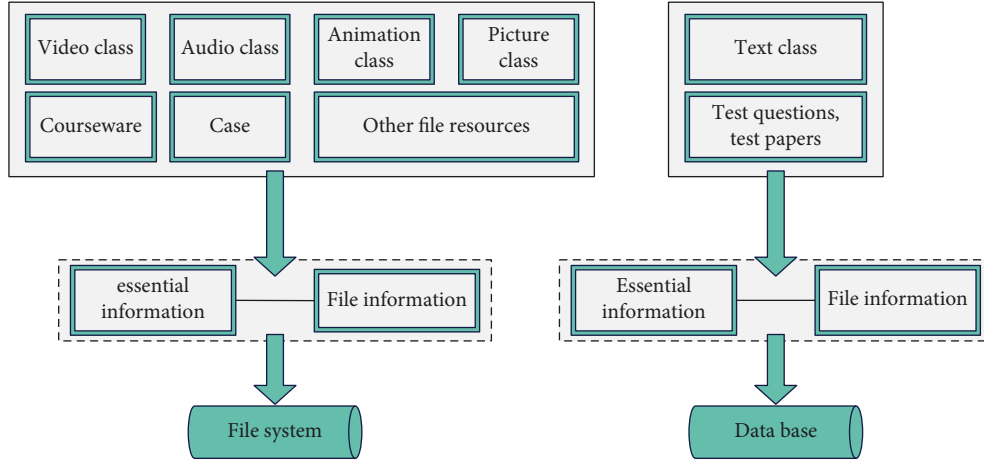 Video class
Audio class
Animation
class
Picture
class
Courseware
Case
Other file resources
Text class
Test questions,
test papers
essential
information
File information
Essential
information
File information
File system
Data base